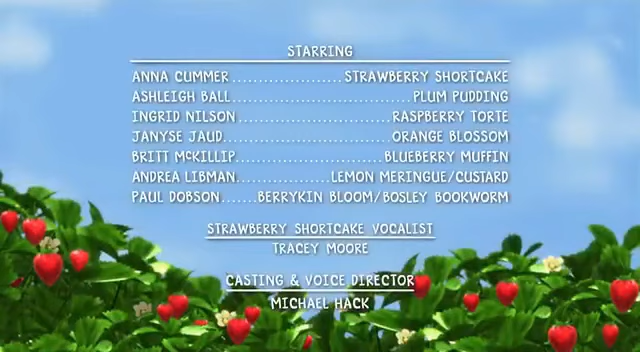 STARRING
ANNA CUMMER.....................STRAWBERRY SHORTCAKE
ASHLEIGH BALL.................................PLUM PUDDING
INGRID NILSON............................RASPBERRY TORTE
JANYSE JAUD...............................ORANGE BLOSSOM
BRITT McKILLIP...........................BLUEBERRY MUFFIN
ANDREA LIBMAN..................LEMON MERINGUE/CUSTARD
PAUL DOBSON.......BERRYKIN BLOOM/BOSLEY BOOKWORM
STRAWBERRY SHORTCAKE VOCALIST
TRACEY MOORE
CASTING & VOICE DIRECTOR
MICHAEL HACK